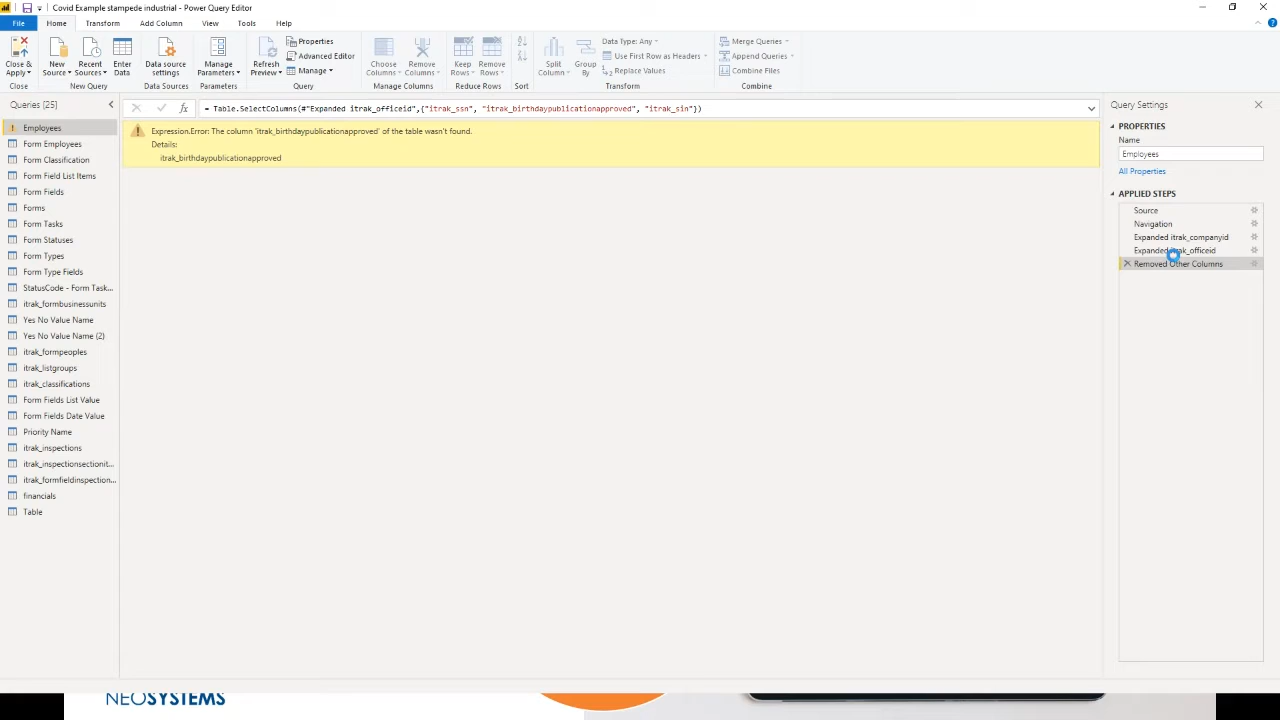 Covid Example stampede industrial - Power Query Editor
File Home Transform Add Column View Tools Help
Close & Apply
New Source
Recent Sources
Enter Data
Data source settings
Manage Parameters
Refresh Preview
Properties
Advanced Editor
Manage
Choose Columns
Remove Columns
Keep Rows
Remove Rows
Split Column
Group By
Data Type: Any
Use First Row as Headers
Replace Values
Merge Queries
Append Queries
Combine Files
Close
New Query
Data Sources
Parameters
Query
Manage Columns
Reduce Rows
Sort
Transform
Combine
Queries [25]
Employees
Form Employees
Form Classification
Form Field List Items
Form Fields
Forms
Form Tasks
Form Statuses
Form Types
Form Type Fields
StatusCode - Form Task...
itrak_formbusinessunits
Yes No Value Name
Yes No Value Name (2)
itrak_formpeoples
itrak_listgroups
itrak_classifications
Form Fields List Value
Form Fields Date Value
Priority Name
itrak_inspections
itrak_inspectionsectionit...
itrak_formfieldinspection...
financials
Table
fx = Table.SelectColumns(#"Expanded itrak_officeid",{"itrak_ssn", "itrak_birthdaypublicationapproved", "itrak_sin"})
Expression.Error: The column 'itrak_birthdaypublicationapproved' of the table wasn't found.
Details:
itrak_birthdaypublicationapproved
Query Settings
PROPERTIES
Name
Employees
All Properties
APPLIED STEPS
Source
Navigation
Expanded itrak_companyid
Expanded itrak_officeid
Removed Other Columns
NEOSYSTEMS